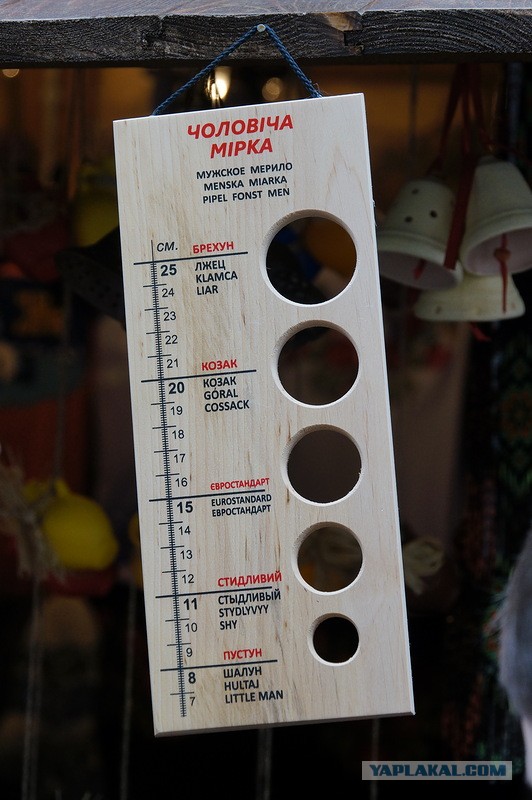 ЧОЛОВІЧА
МІРКА
МУЖСКОЕ МЕРИЛО
MENSKA MIARKA
PIPEL FONST MEN
СМ. БРЕХУН
25 ЛЖЕЦ
24 KLAMCA
LIAR
23
22
21 КОЗАК
20 КОЗАК
GÓRAL
19 COSSACK
18
17
16 ЄВРОСТАНДАРТ
15 EUROSTANDARD
ЕВРОСТАНДАРТ
14
13
12 СТИДЛИВИЙ
11 СТЫДЛИВЫЙ
STYDLYVYY
10 SHY
9 ПУСТУН
8 ШАЛУН
HULTAJ
7 LITTLE MAN
YAPLAKAL.COM